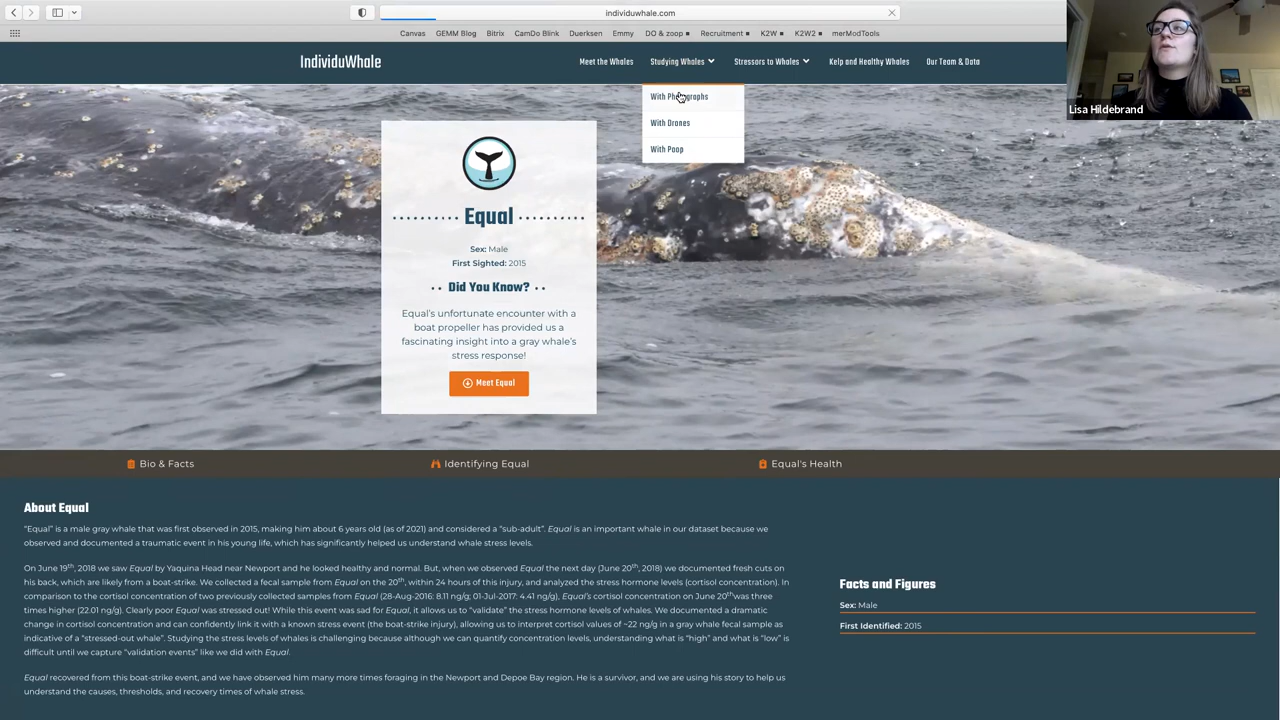 individuwhale.com
Canvas GEMM Blog Bitrix CamDo Blink Duerksen Emmy DO & zoop Recruitment K2W K2W2 merModTools
IndividuWhale
Meet the Whales Studying Whales Stressors to Whales Kelp and Healthy Whales Our Team & Data
With Photographs
With Drones
With Poop
Lisa Hildebrand
Equal
Sex: Male
First Sighted: 2015
Did You Know?
Equal's unfortunate encounter with a
boat propeller has provided us a
fascinating insight into a gray whale's
stress response!
Meet Equal
Bio & Facts
Identifying Equal
Equal's Health
About Equal
"Equal" is a male gray whale that was first observed in 2015, making him about 6 years old (as of 2021) and considered a "sub-adult". Equal is an important whale in our dataset because we
observed and documented a traumatic event in his young life, which has significantly helped us understand whale stress levels.
On June 19th, 2018 we saw Equal by Yaquina Head near Newport and he looked healthy and normal. But, when we observed Equal the next day (June 20th, 2018) we documented fresh cuts on
his back, which are likely from a boat-strike. We collected a fecal sample from Equal on the 20th, within 24 hours of this injury, and analyzed the stress hormone levels (cortisol concentration). In
comparison to the cortisol concentration of two previously collected samples from Equal (28-Aug-2016: 8.11 ng/g; 01-Jul-2017: 4.41 ng/g), Equal's cortisol concentration on June 20th was three
times higher (22.01 ng/g). Clearly poor Equal was stressed out! While this event was sad for Equal, it allows us to "validate" the stress hormone levels of whales. We documented a dramatic
change in cortisol concentration and can confidently link it with a known stress event (the boat-strike injury), allowing us to interpret cortisol values of ~22 ng/g in a gray whale fecal sample as
indicative of a "stressed-out whale". Studying the stress levels of whales is challenging because although we can quantify concentration levels, understanding what is "high" and what is "low" is
difficult until we capture "validation events" like we did with Equal.
Equal recovered from this boat-strike event, and we have observed him many more times foraging in the Newport and Depoe Bay region. He is a survivor, and we are using his story to help us
understand the causes, thresholds, and recovery times of whale stress.
Facts and Figures
Sex: Male
First Identified: 2015